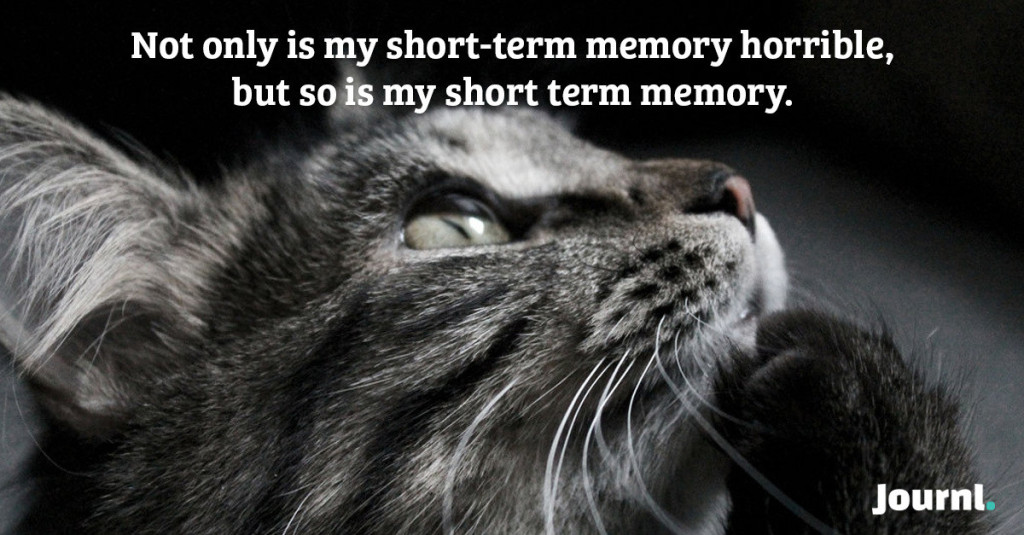 Not only is my short-term memory horrible,
but so is my short term memory.
Journl.